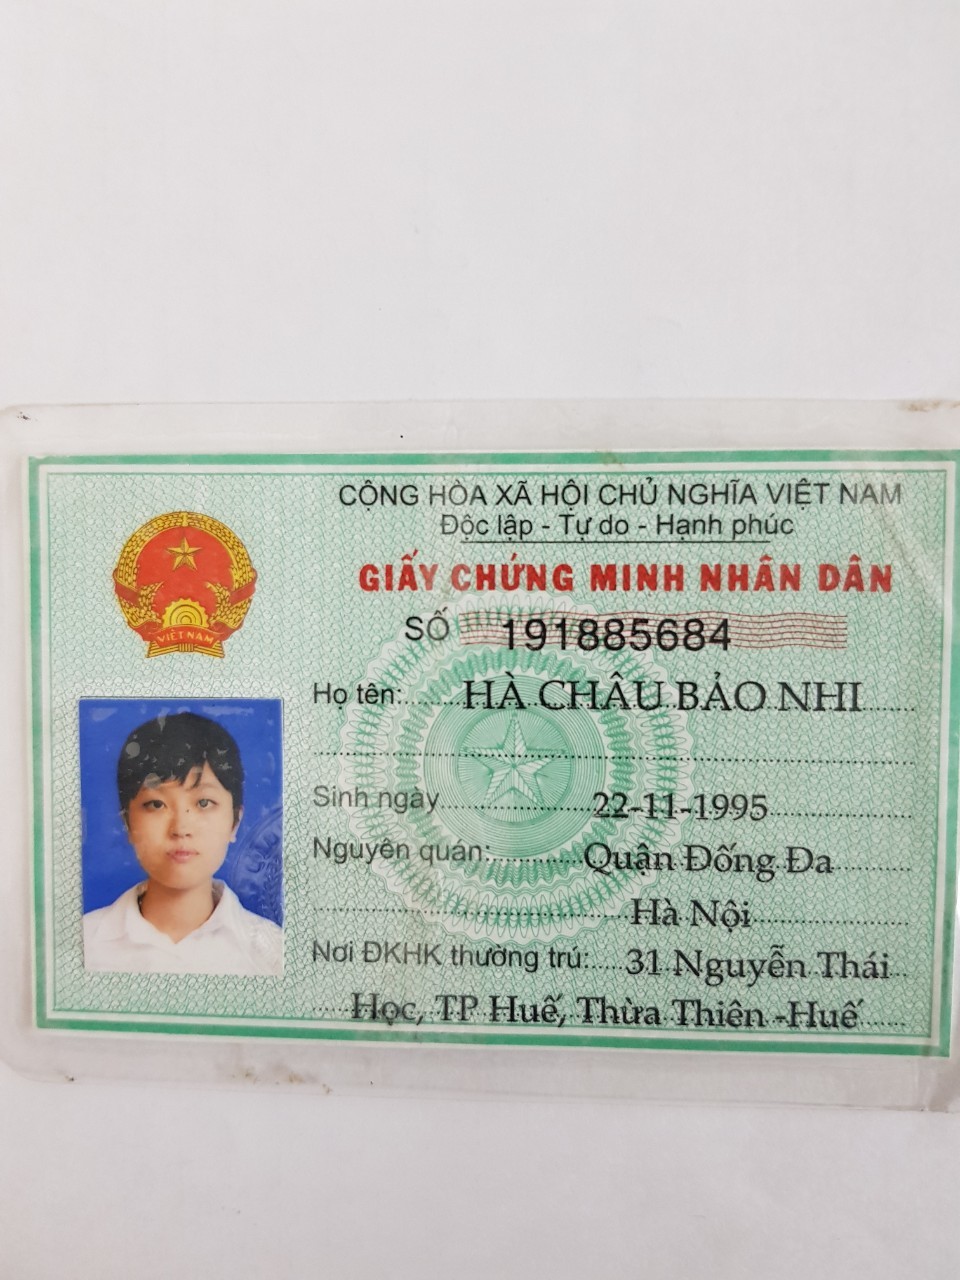 CỘNG HÒA XÃ HỘI CHỦ NGHĨA VIỆT NAM
Độc lập - Tự do - Hạnh phúc
GIẤY CHỨNG MINH NHÂN DÂN
SỐ 191885684
VIỆT NAM
Họ tên: HÀ CHÂU BẢO NHI
Sinh ngày 22-11-1995
Nguyên quán: Quận Đống Đa
Hà Nội
Nơi ĐKHK thường trú: 31 Nguyễn Thái
Học, TP Huế, Thừa Thiên -Huế